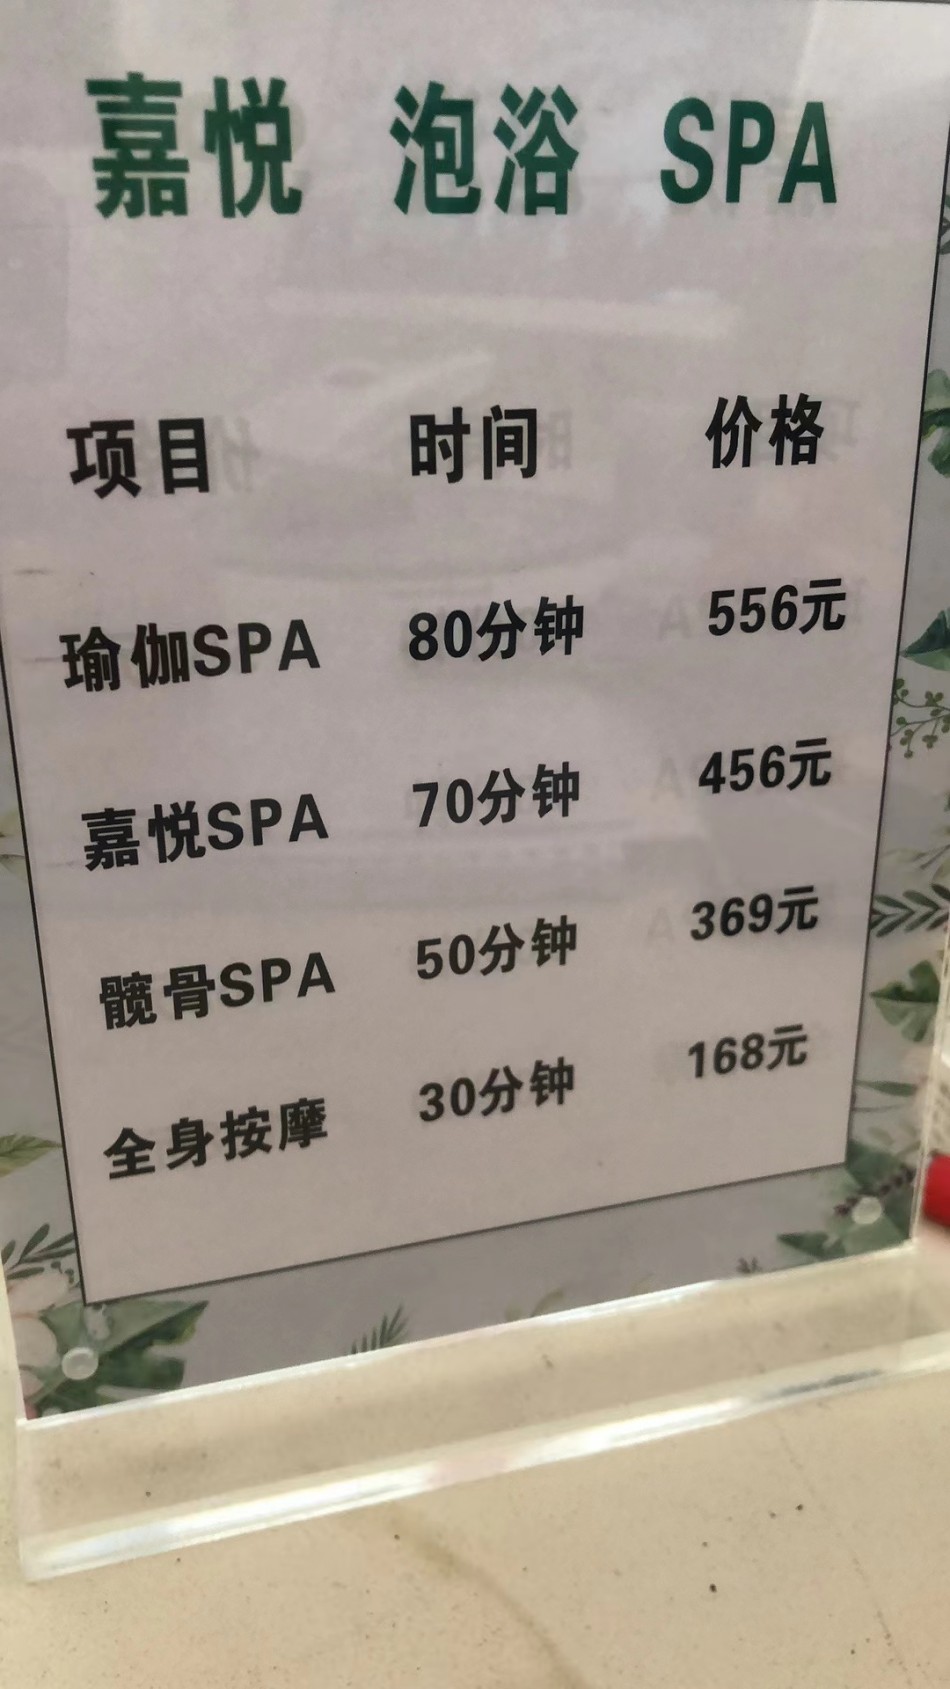 嘉悦 泡浴 SPA
项目 时间 价格
瑜伽SPA 80分钟 556元
嘉悦SPA 70分钟 456元
髋骨SPA 50分钟 369元
全身按摩 30分钟 168元